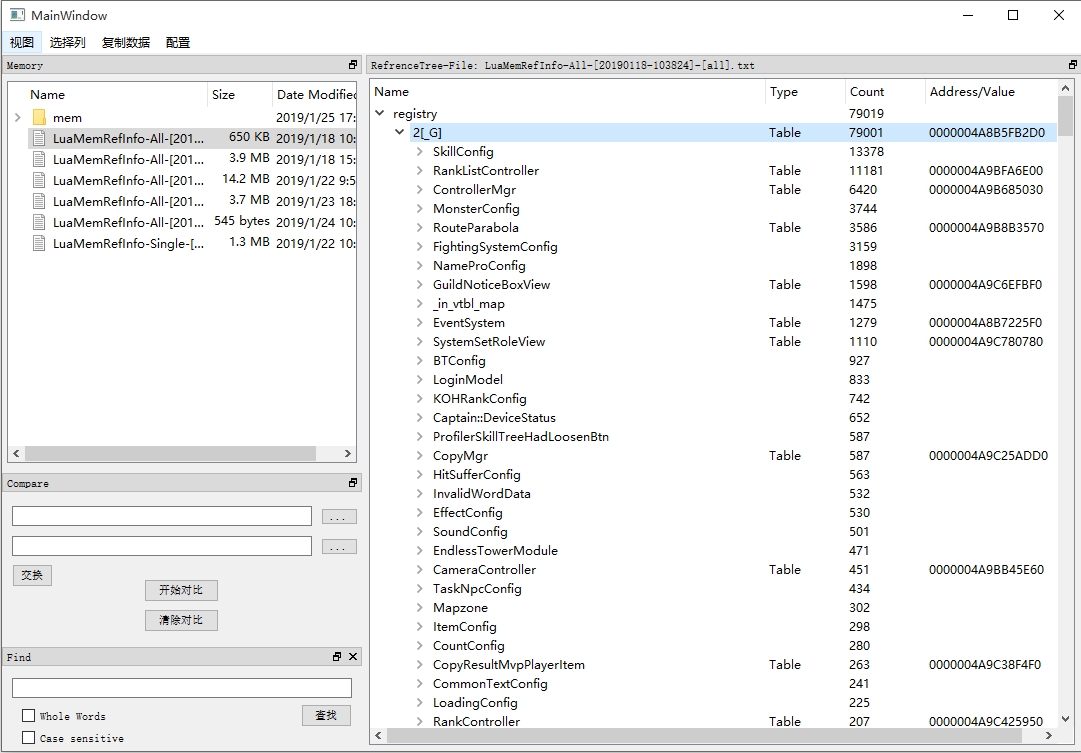 MainWindow
视图 选择列 复制数据 配置
Memory
Name Size Date Modified
mem 2019/1/25 17:
LuaMemRefInfo-All-[201... 650 KB 2019/1/18 10:
LuaMemRefInfo-All-[201... 3.9 MB 2019/1/18 15:
LuaMemRefInfo-All-[201... 14.2 MB 2019/1/22 9:5
LuaMemRefInfo-All-[201... 3.7 MB 2019/1/23 18:
LuaMemRefInfo-All-[201... 545 bytes 2019/1/24 10:
LuaMemRefInfo-Single-[... 1.3 MB 2019/1/22 10:
Compare
...
...
交换
开始对比
清除对比
Find
Whole Words
查找
Case sensitive
RefrenceTree-File: LuaMemRefInfo-All-[20190118-103824]-[all].txt
Name Type Count Address/Value
registry 79019
2[_G] Table 79001 0000004A8B5FB2D0
SkillConfig 13378
RankListController Table 11181 0000004A9BFA6E00
ControllerMgr Table 6420 0000004A9B685030
MonsterConfig 3744
RouteParabola Table 3586 0000004A9B8B3570
FightingSystemConfig 3159
NameProConfig 1898
GuildNoticeBoxView Table 1598 0000004A9C6EFBF0
_in_vtbl_map 1475
EventSystem Table 1279 0000004A8B7225F0
SystemSetRoleView Table 1110 0000004A9C780780
BTConfig 927
LoginModel 833
KOHRankConfig 742
Captain::DeviceStatus 652
ProfilerSkillTreeHadLoosenBtn 587
CopyMgr Table 587 0000004A9C25ADD0
HitSufferConfig 563
InvalidWordData 532
EffectConfig 530
SoundConfig 501
EndlessTowerModule 471
CameraController Table 451 0000004A9BB45E60
TaskNpcConfig 434
Mapzone 302
ItemConfig 298
CountConfig 280
CopyResultMvpPlayerItem Table 263 0000004A9C38F4F0
CommonTextConfig 241
LoadingConfig 225
RankController Table 207 0000004A9C425950